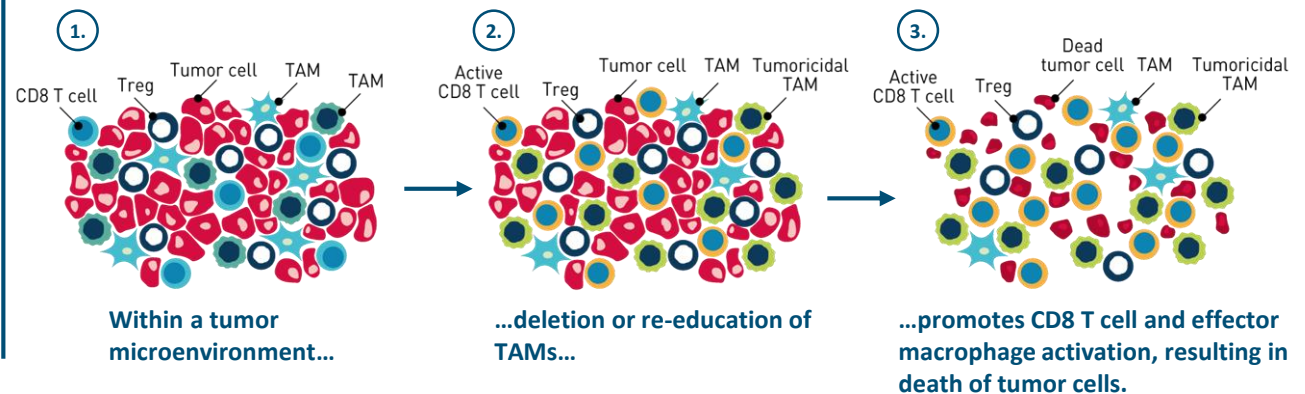 1.
CD8 T cell
Treg
Tumor cell
TAM
TAM
Within a tumor
microenvironment…
2.
Active
CD8 T cell
Treg
Tumor cell
TAM
Tumoricidal
TAM
…deletion or re-education of
TAMs…
3.
Active
CD8 T cell
Treg
Dead
tumor cell
TAM
Tumoricidal
TAM
…promotes CD8 T cell and effector
macrophage activation, resulting in
death of tumor cells.